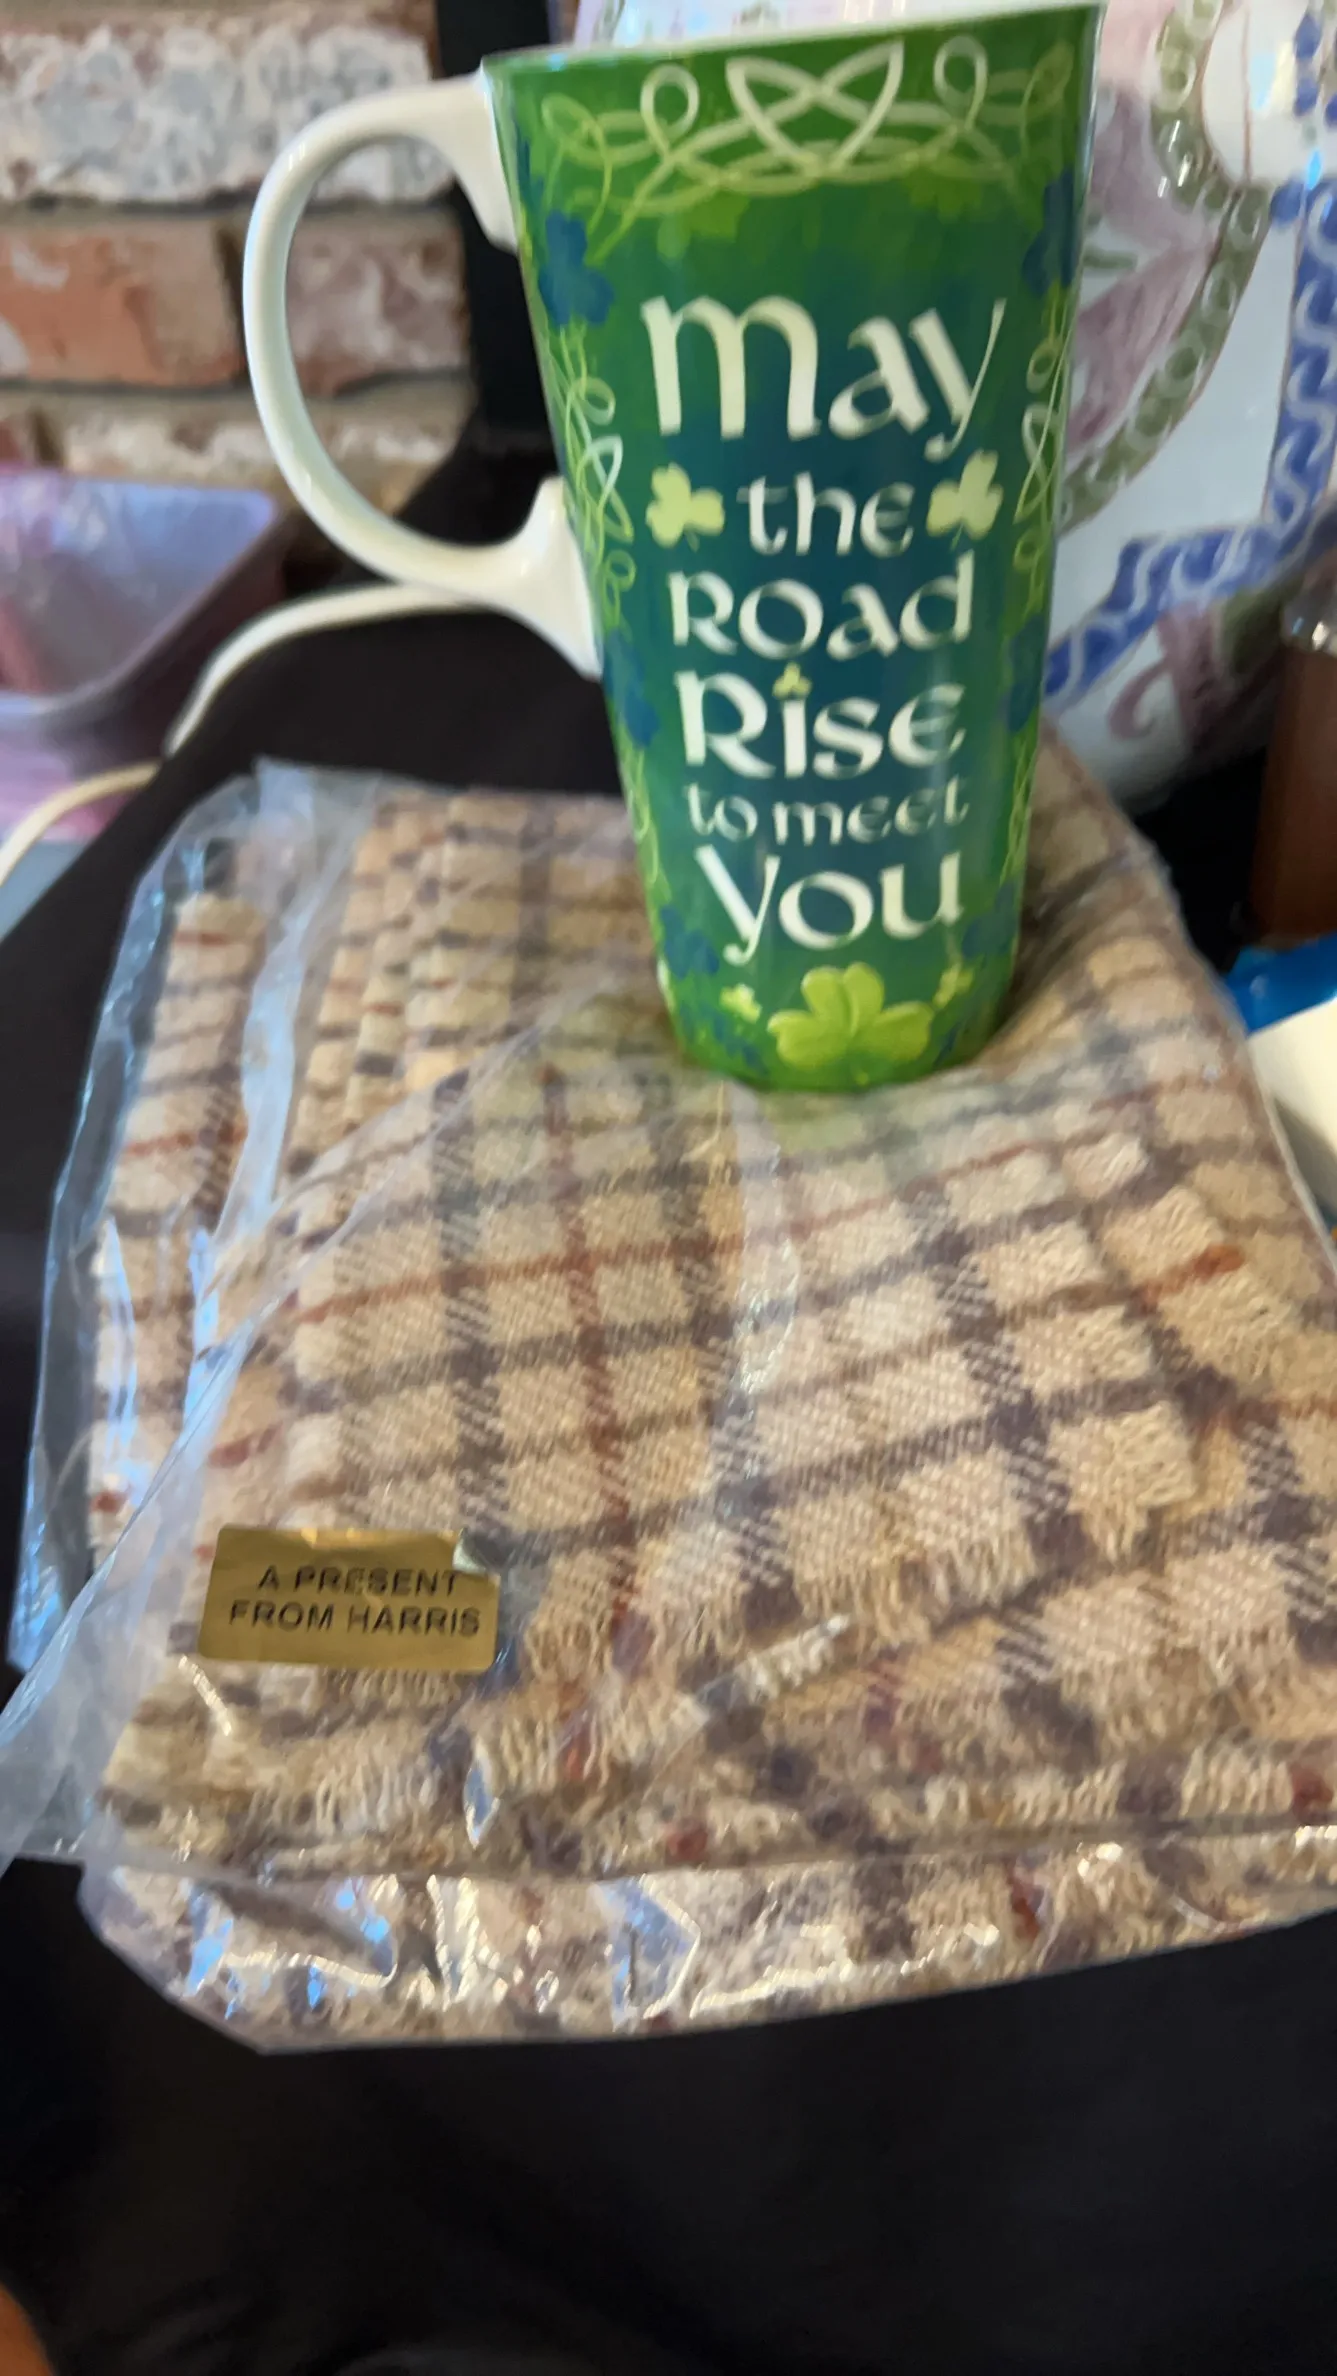 May
the
Road
Rise
to meet
you
A PRESENT
FROM HARRIS